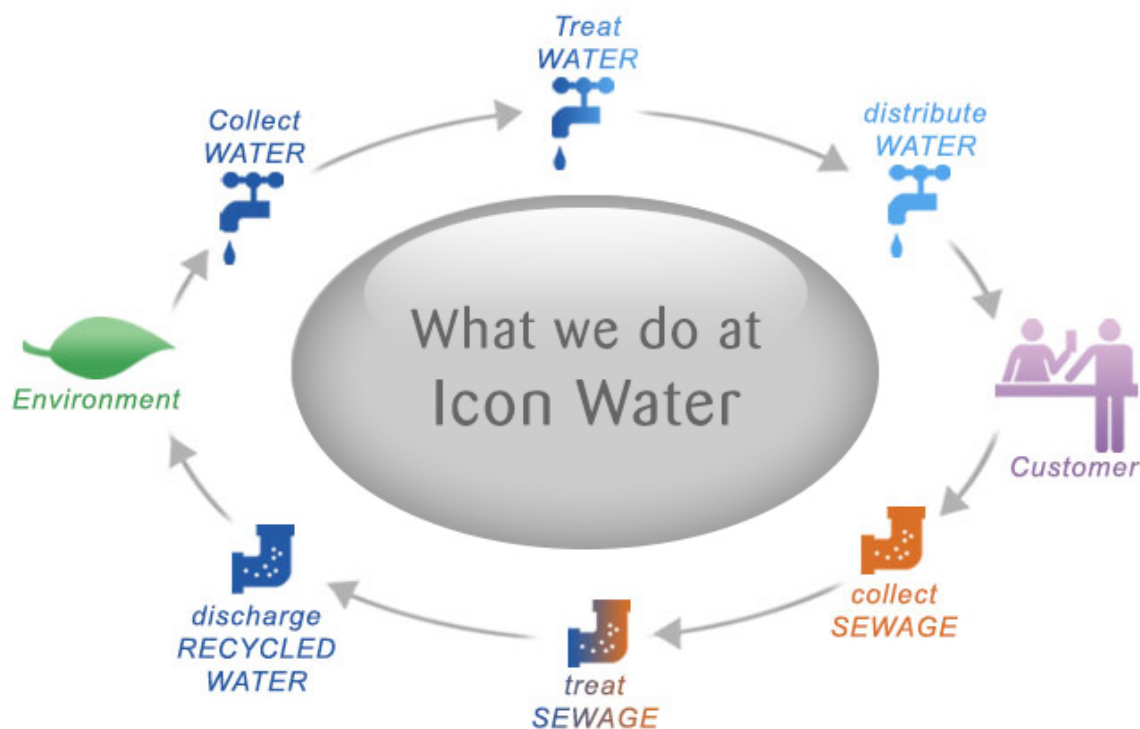 Treat
WATER
Collect
WATER
distribute
WATER
What we do at
Icon Water
Environment
Customer
collect
SEWAGE
discharge
RECYCLED
WATER
treat
SEWAGE